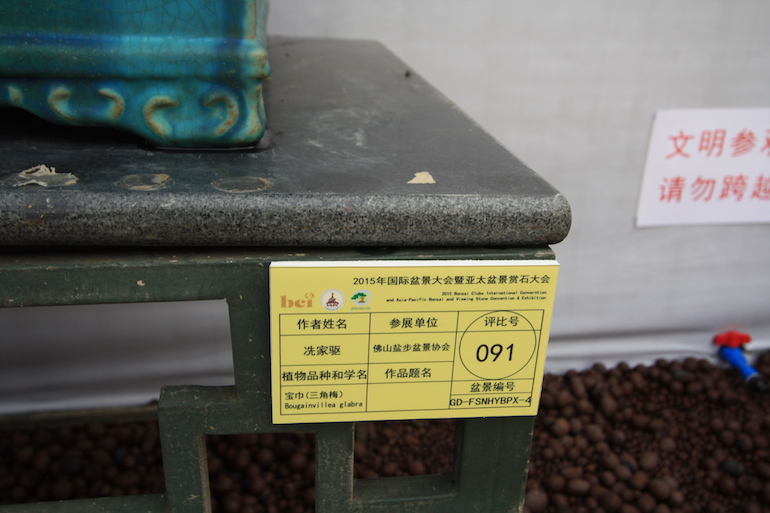 2015年国际盆景大会暨亚太盆景赏石大会
bci
2015 Bonsai Clubs International Convention
and Asia-Pacific Bonsai and Viewing Stone Convention & Exhibition
作者姓名 参展单位 评比号
冼家驱 佛山盐步盆景协会 091
植物品种和学名 作品题名 盆景编号
宝巾(三角梅) GD-FSNHYBPX-4
Bougainvillea glabra
文明参
请勿跨越